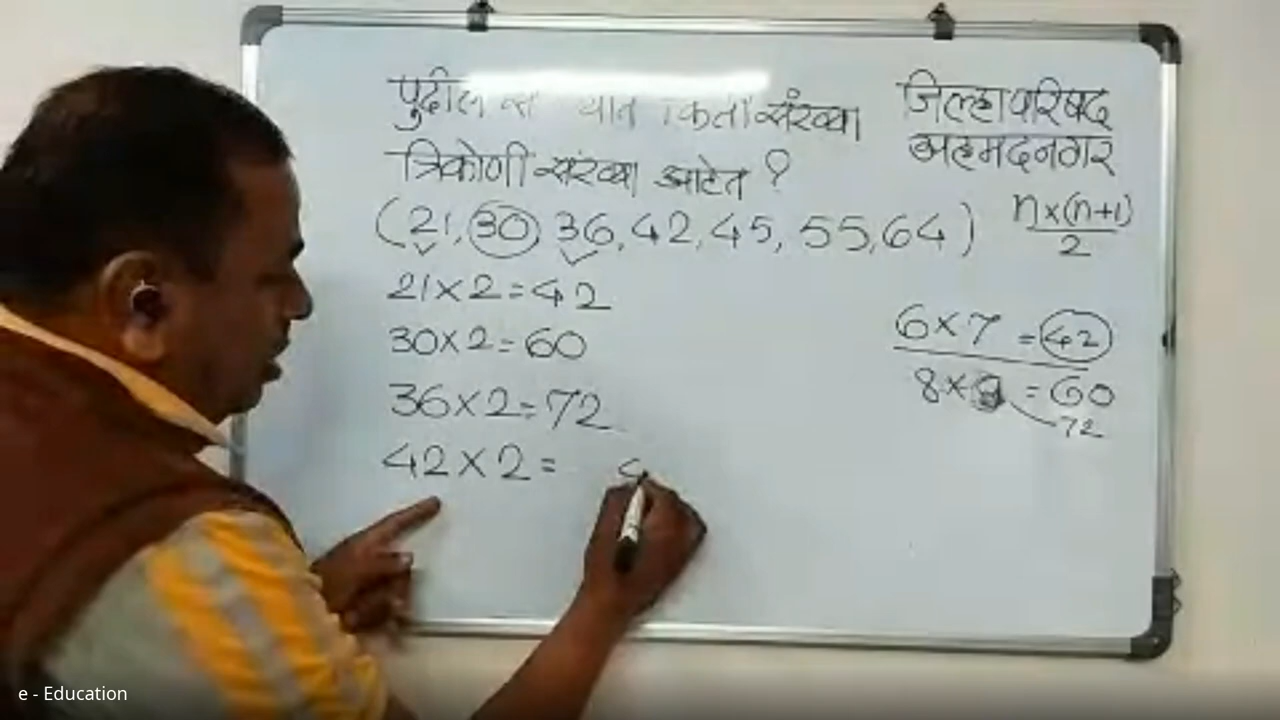 पुढील यात किती संख्या
त्रिकोणी संख्या आहेत ?
(21, 30 36, 42, 45, 55, 64)
21×2=42
30×2=60
36×2=72
42×2=
जिल्हा परिषद
अहमदनगर
n×(n+1)
2
6×7 =42
8× =60
72
e - Education